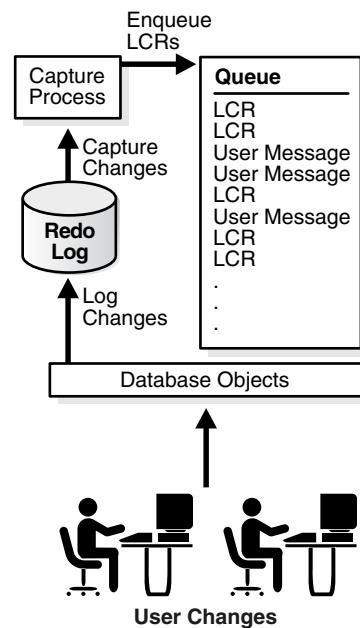 Enqueue
LCRs
Capture
Process
Queue
LCR
LCR
User Message
User Message
LCR
User Message
LCR
LCR
.
.
.
Capture
Changes
Redo
Log
Log
Changes
Database Objects
User Changes